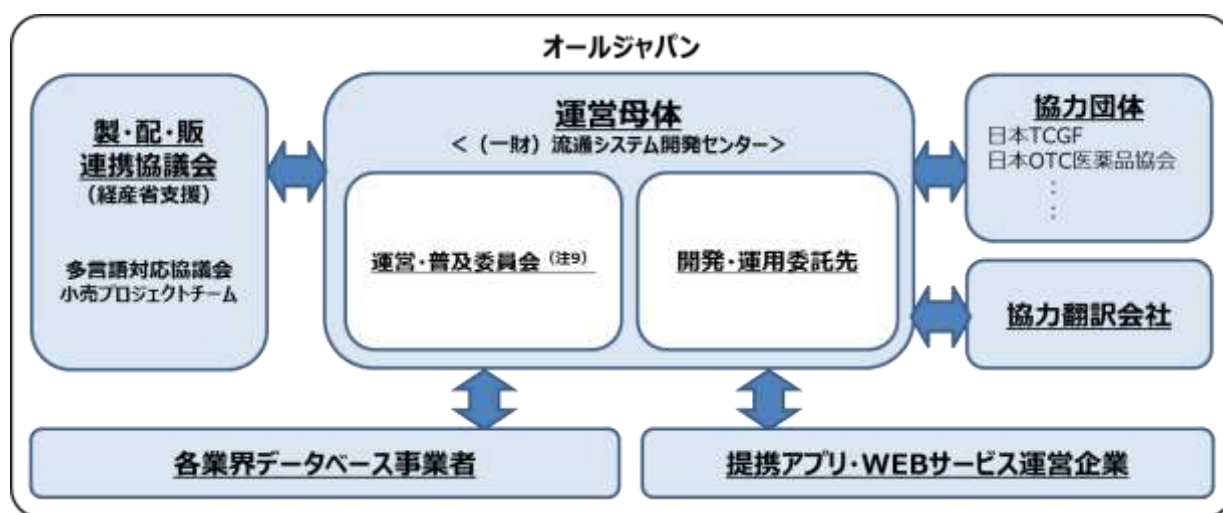 オールジャパン
製・配・販
連携協議会
(経産省支援)
多言語対応協議会
小売プロジェクトチーム
運営母体
<（一財）流通システム開発センター>
運営・普及委員会（注9）
開発・運用委託先
協力団体
日本TCGF
日本OTC医薬品協会
：
：
協力翻訳会社
各業界データベース事業者
提携アプリ・WEBサービス運営企業